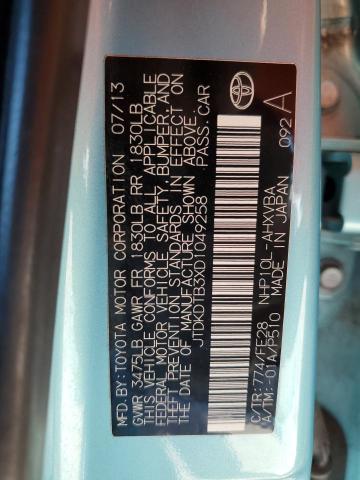 MFD.BY:TOYOTA MOTOR CORPORATION 07/13
GVWR 3475LB GAWR FR 1830LB RR 1830LB
THIS VEHICLE CONFORMS TO ALL APPLICABLE
FEDERAL MOTOR VEHICLE SAFETY, BUMPER, AND
THEFT PREVENTION STANDARDS IN EFFECT ON
THE DATE OF MANUFACTURE SHOWN ABOVE.
JTDKDTB3XD1049258 PASS.CAR
C/TR:774/FE28 NHP10L-AHXVBA
A/TM:-01A/P510 MADE IN JAPAN 092 A
TOYOTA